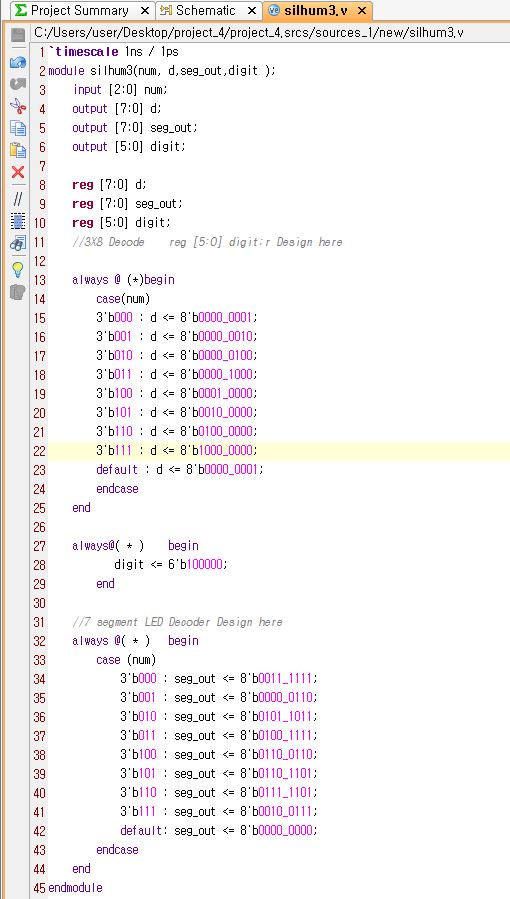 Project Summary × Schematic × silhum3.v ×
C:/Users/user/Desktop/project_4/project_4.srcs/sources_1/new/silhum3.v
1 `timescale 1ns / 1ps
2 module silhum3(num, d,seg_out,digit );
3 input [2:0] num;
4 output [7:0] d;
5 output [7:0] seg_out;
6 output [5:0] digit;
7
8 reg [7:0] d;
9 reg [7:0] seg_out;
10 reg [5:0] digit;
11 //3X8 Decode    reg [5:0] digit;r Design here
12
13 always @ (*)begin
14 case(num)
15 3'b000 : d <= 8'b0000_0001;
16 3'b001 : d <= 8'b0000_0010;
17 3'b010 : d <= 8'b0000_0100;
18 3'b011 : d <= 8'b0000_1000;
19 3'b100 : d <= 8'b0001_0000;
20 3'b101 : d <= 8'b0010_0000;
21 3'b110 : d <= 8'b0100_0000;
22 3'b111 : d <= 8'b1000_0000;
23 default : d <= 8'b0000_0001;
24 endcase
25 end
26
27 always@( * )    begin
28 digit <= 6'b100000;
29 end
30
31 //7 segment LED Decoder Design here
32 always @( * )   begin
33 case (num)
34 3'b000 : seg_out <= 8'b0011_1111;
35 3'b001 : seg_out <= 8'b0000_0110;
36 3'b010 : seg_out <= 8'b0101_1011;
37 3'b011 : seg_out <= 8'b0100_1111;
38 3'b100 : seg_out <= 8'b0110_0110;
39 3'b101 : seg_out <= 8'b0110_1101;
40 3'b110 : seg_out <= 8'b0111_1101;
41 3'b111 : seg_out <= 8'b0010_0111;
42 default: seg_out <= 8'b0000_0000;
43 endcase
44 end
45 endmodule